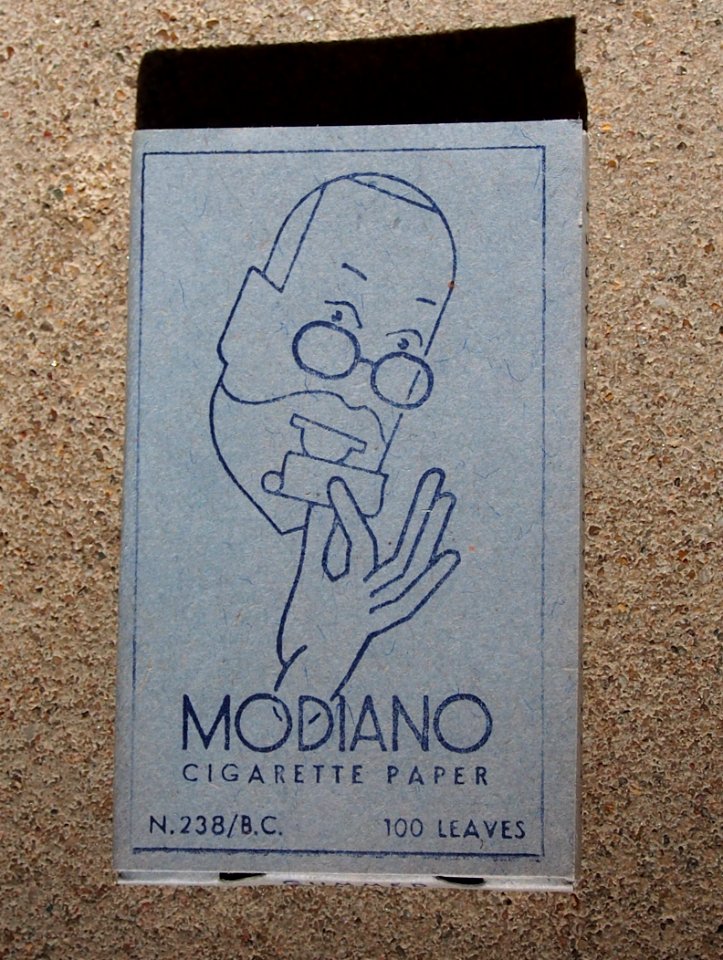 MODIANO
CIGARETTE PAPER
N.238/B.C. 100 LEAVES